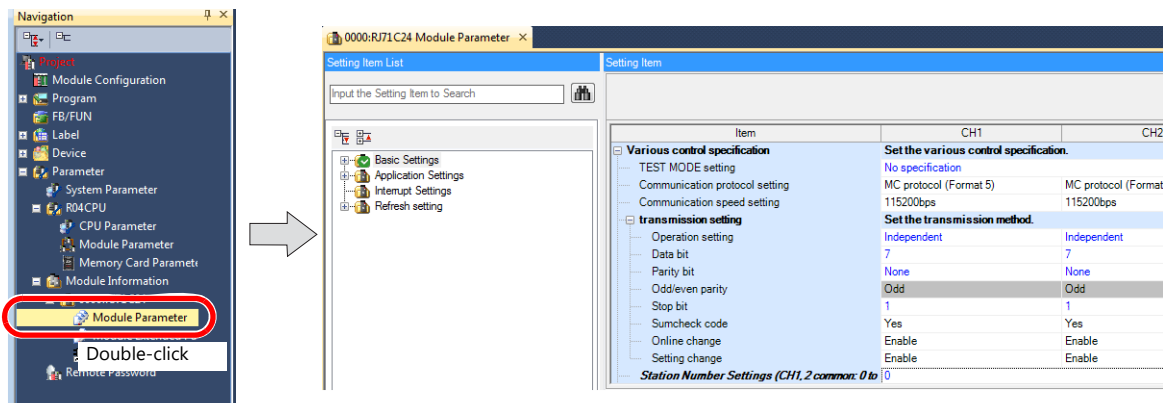 Navigation
Project
Module Configuration
Program
FB/FUN
Label
Device
Parameter
System Parameter
R04CPU
CPU Parameter
Module Parameter
Memory Card Paramete
Module Information
Module Parameter
Double-click
Remote Password
0000:RJ71C24 Module Parameter
Setting Item List
Input the Setting Item to Search
Basic Settings
Application Settings
Interrupt Settings
Refresh setting
Setting Item
Item CH1 CH2
Various control specification Set the various control specification.
TEST MODE setting No specification
Communication protocol setting MC protocol (Format 5) MC protocol (Format
Communication speed setting 115200bps 115200bps
transmission setting Set the transmission method.
Operation setting Independent Independent
Data bit 7 7
Parity bit None None
Odd/even parity Odd Odd
Stop bit 1 1
Sumcheck code Yes Yes
Online change Enable Enable
Setting change Enable Enable
Station Number Settings (CH1, 2 common: 0 to 0